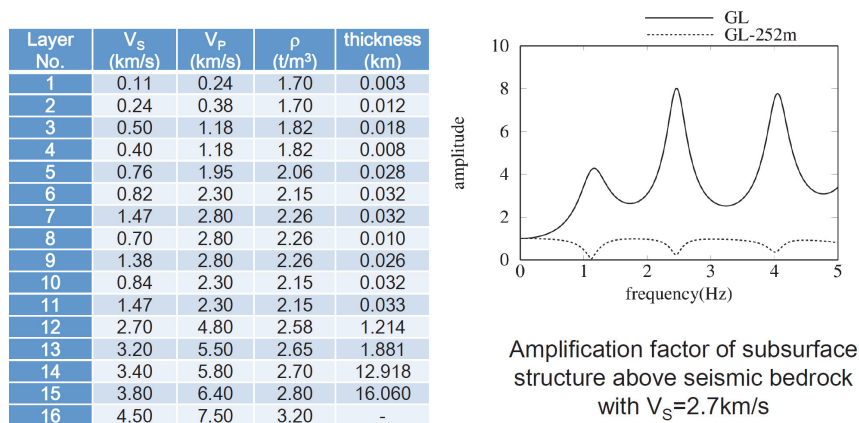 Layer No. V_S (km/s) V_P (km/s) ρ (t/m³) thickness (km)
1 0.11 0.24 1.70 0.003
2 0.24 0.38 1.70 0.012
3 0.50 1.18 1.82 0.018
4 0.40 1.18 1.82 0.008
5 0.76 1.95 2.06 0.028
6 0.82 2.30 2.15 0.032
7 1.47 2.80 2.26 0.032
8 0.70 2.80 2.26 0.010
9 1.38 2.80 2.26 0.026
10 0.84 2.30 2.15 0.032
11 1.47 2.30 2.15 0.033
12 2.70 4.80 2.58 1.214
13 3.20 5.50 2.65 1.881
14 3.40 5.80 2.70 12.918
15 3.80 6.40 2.80 16.060
16 4.50 7.50 3.20 -
GL
GL-252m
10
8
6
4
2
0
amplitude
0 1 2 3 4 5
frequency(Hz)
Amplification factor of subsurface
structure above seismic bedrock
with V_S=2.7km/s